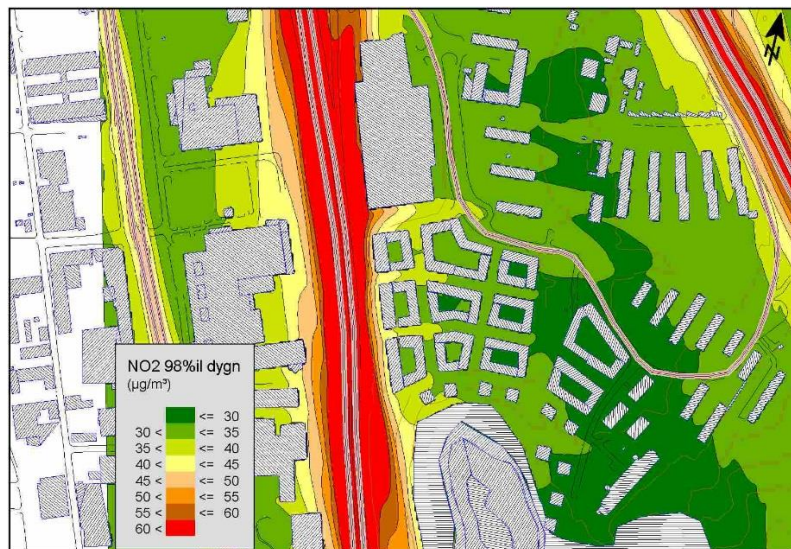 N
NO2 98%il dygn
(µg/m³)
<= 30
30 < <= 35
35 < <= 40
40 < <= 45
45 < <= 50
50 < <= 55
55 < <= 60
60 <